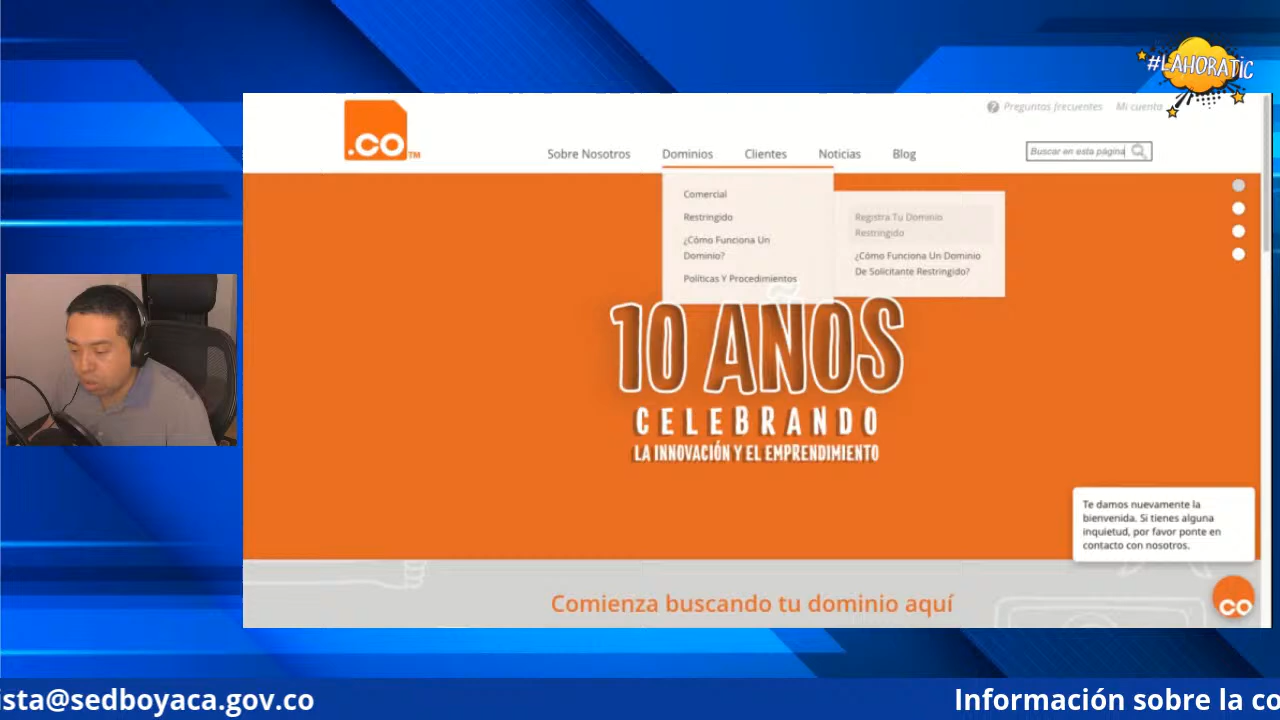 #LAHORATIC
Preguntas frecuentes Mi cuenta
.CO™
Sobre Nosotros Dominios Clientes Noticias Blog
Buscar en esta página
Comercial
Restringido
¿Cómo Funciona Un
Dominio?
Políticas Y Procedimientos
Registra Tu Dominio
Restringido
¿Cómo Funciona Un Dominio
De Solicitante Restringido?
10 AÑOS
CELEBRANDO
LA INNOVACIÓN Y EL EMPRENDIMIENTO
Te damos nuevamente la
bienvenida. Si tienes alguna
inquietud, por favor ponte en
contacto con nosotros.
Comienza buscando tu dominio aquí
CO
ista@sedboyaca.gov.co
Información sobre la co